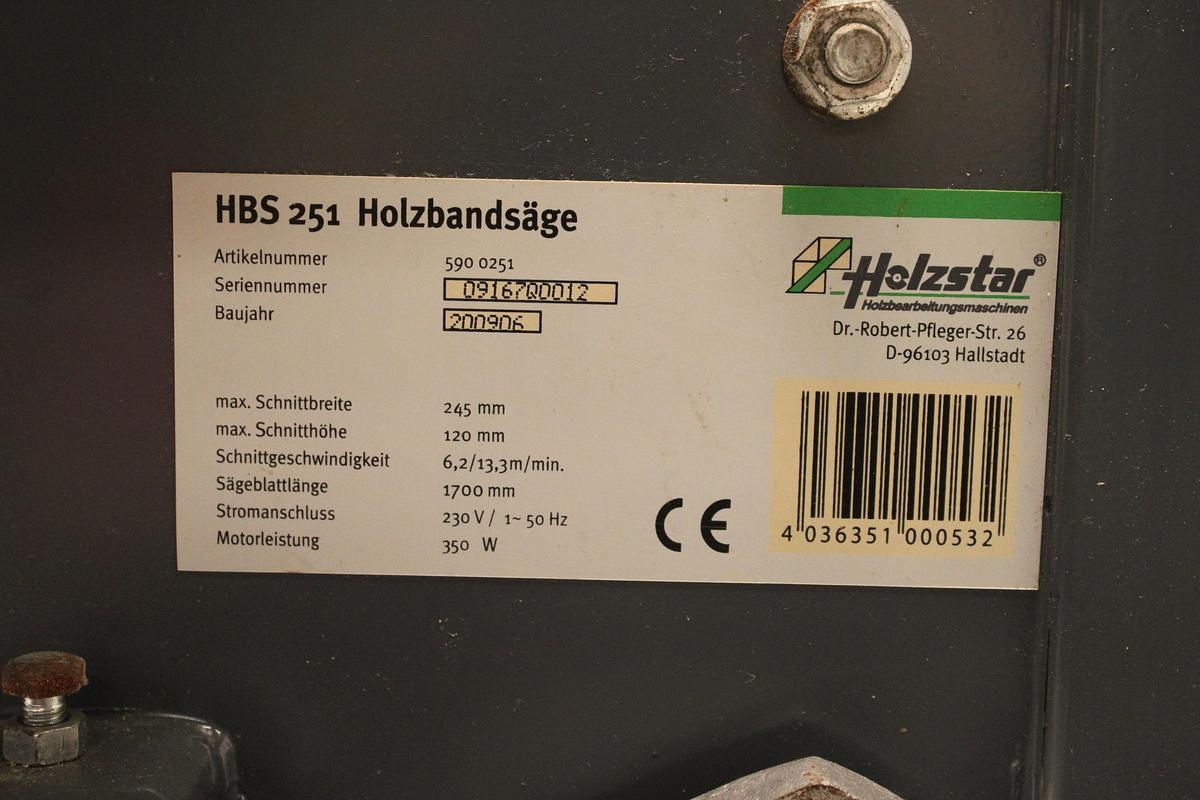 HBS 251 Holzbandsäge
Artikelnummer 590 0251
Seriennummer 09167Q0012
Baujahr 200906
max. Schnittbreite 245 mm
max. Schnitthöhe 120 mm
Schnittgeschwindigkeit 6,2/13,3m/min.
Sägeblattlänge 1700 mm
Stromanschluss 230 V / 1~ 50 Hz
Motorleistung 350 W
CE
Holzstar®
Holzbearbeitungsmaschinen
Dr.-Robert-Pfleger-Str. 26
D-96103 Hallstadt
4 036351 000532